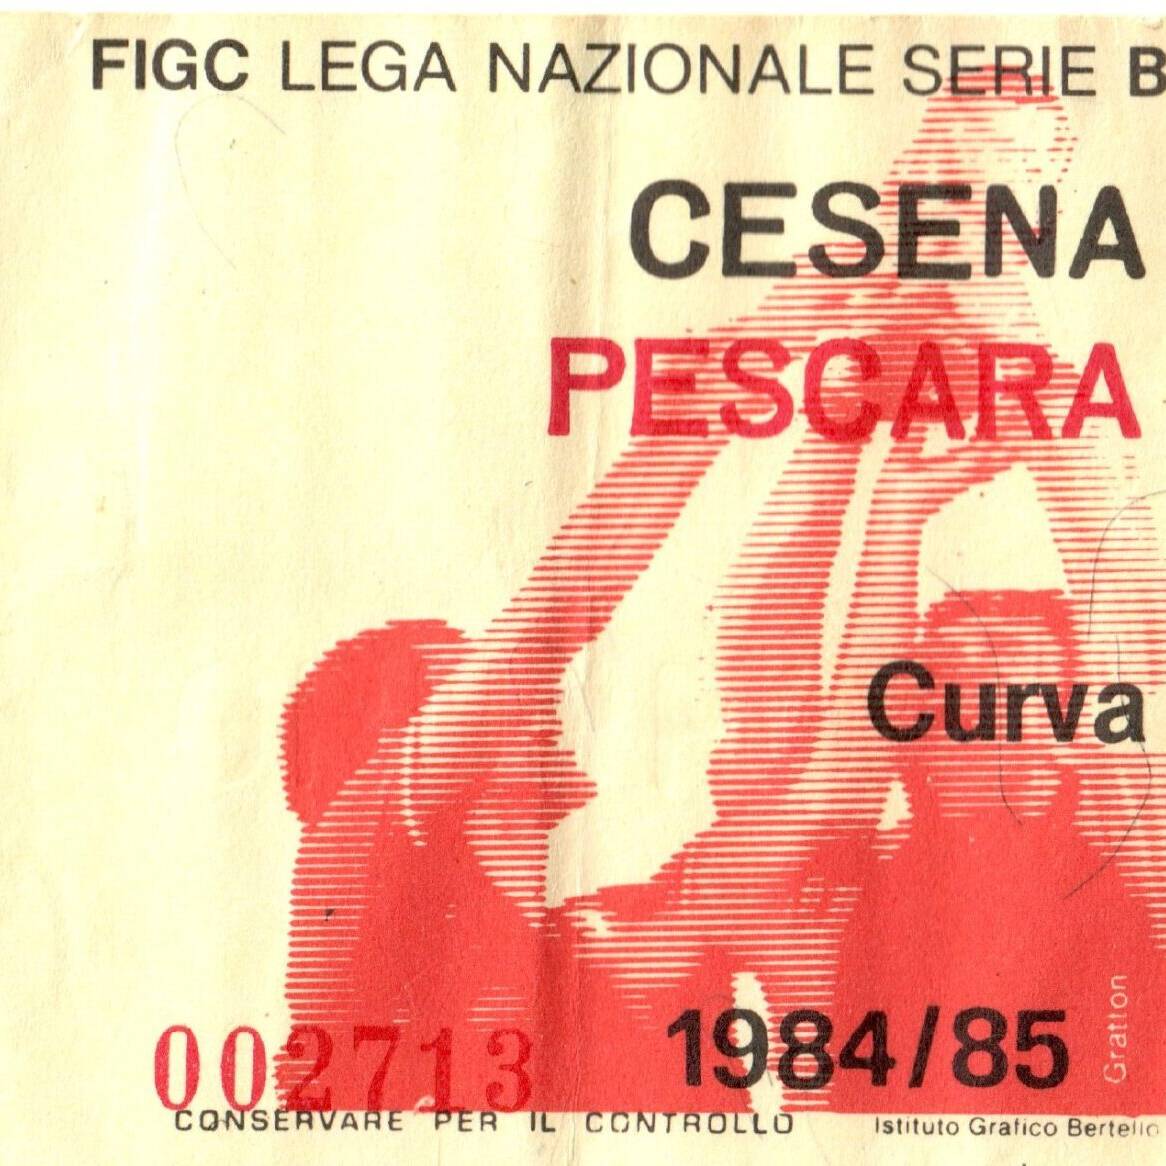 FIGC LEGA NAZIONALE SERIE B
CESENA
PESCARA
Curva
Gratton
002713
1984/85
CONSERVARE PER IL CONTROLLO
Istituto Grafico Bertello